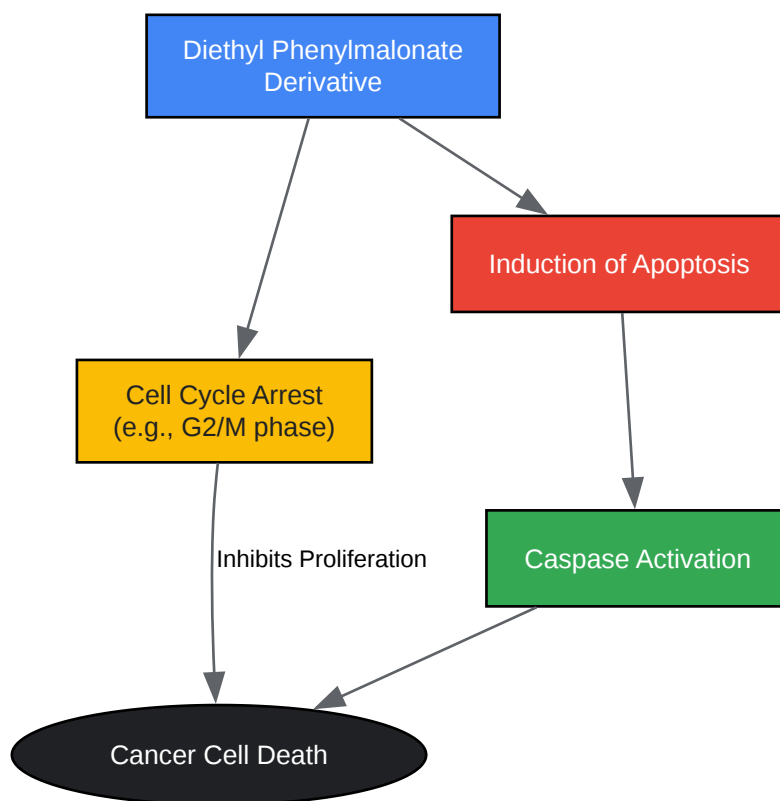 Diethyl Phenylmalonate
Derivative
Induction of Apoptosis
Cell Cycle Arrest
(e.g., G2/M phase)
Inhibits Proliferation
Caspase Activation
Cancer Cell Death